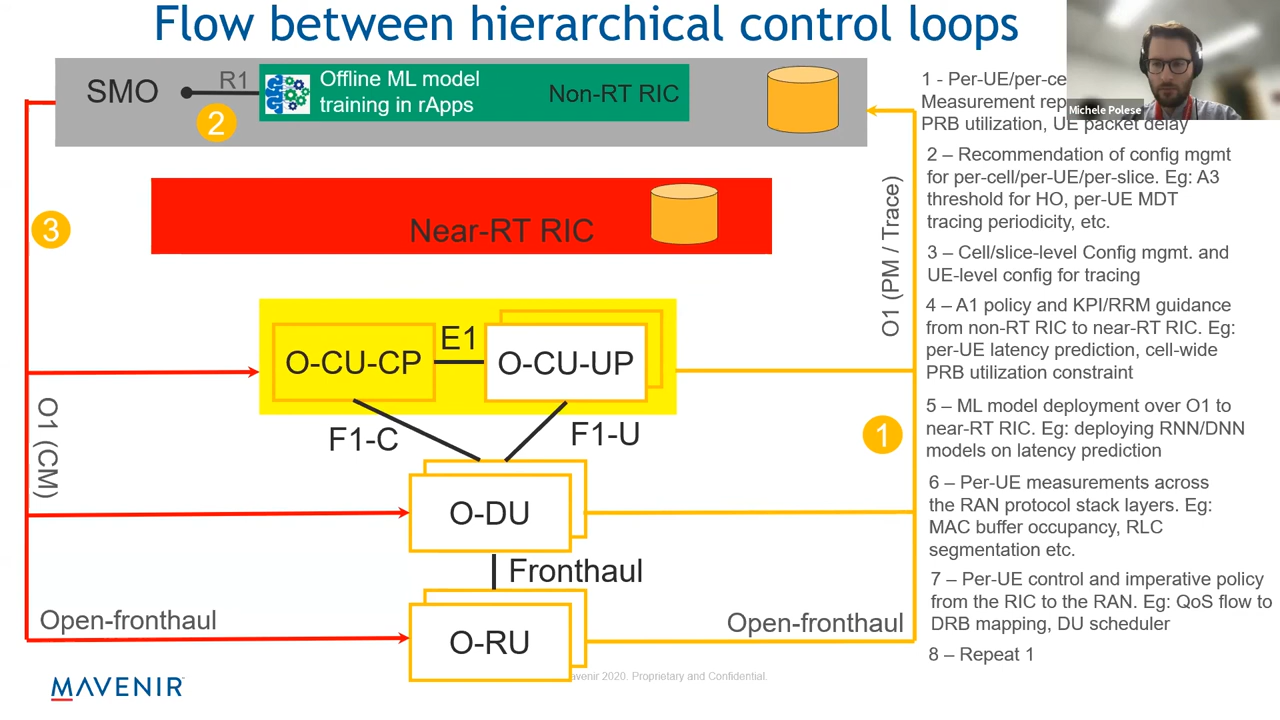 Flow between hierarchical control loops
SMO
R1
2
Offline ML model
training in rApps
Non-RT RIC
Near-RT RIC
3
O1 (CM)
O1 (PM / Trace)
1
O-CU-CP
E1
O-CU-UP
F1-C
F1-U
O-DU
Fronthaul
O-RU
Open-fronthaul
Open-fronthaul
Michele Polese
1 - Per-UE/per-ce
Measurement rep
PRB utilization, UE packet delay
2 – Recommendation of config mgmt
for per-cell/per-UE/per-slice. Eg: A3
threshold for HO, per-UE MDT
tracing periodicity, etc.
3 – Cell/slice-level Config mgmt. and
UE-level config for tracing
4 – A1 policy and KPI/RRM guidance
from non-RT RIC to near-RT RIC. Eg:
per-UE latency prediction, cell-wide
PRB utilization constraint
5 – ML model deployment over O1 to
near-RT RIC. Eg: deploying RNN/DNN
models on latency prediction
6 – Per-UE measurements across
the RAN protocol stack layers. Eg:
MAC buffer occupancy, RLC
segmentation etc.
7 – Per-UE control and imperative policy
from the RIC to the RAN. Eg: QoS flow to
DRB mapping, DU scheduler
8 – Repeat 1
MAVENIR
avenir 2020. Proprietary and Confidential.